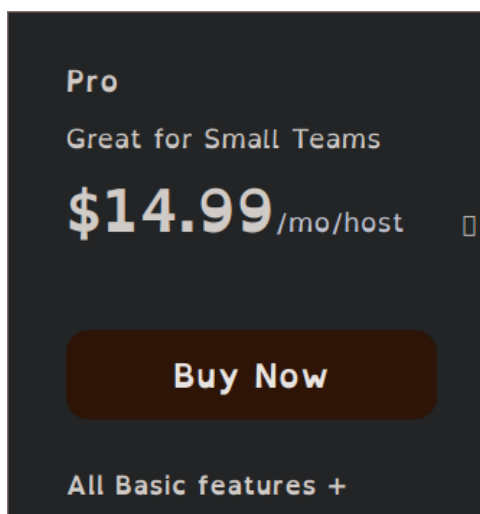 Pro
Great for Small Teams
$14.99/mo/host
Buy Now
All Basic features +